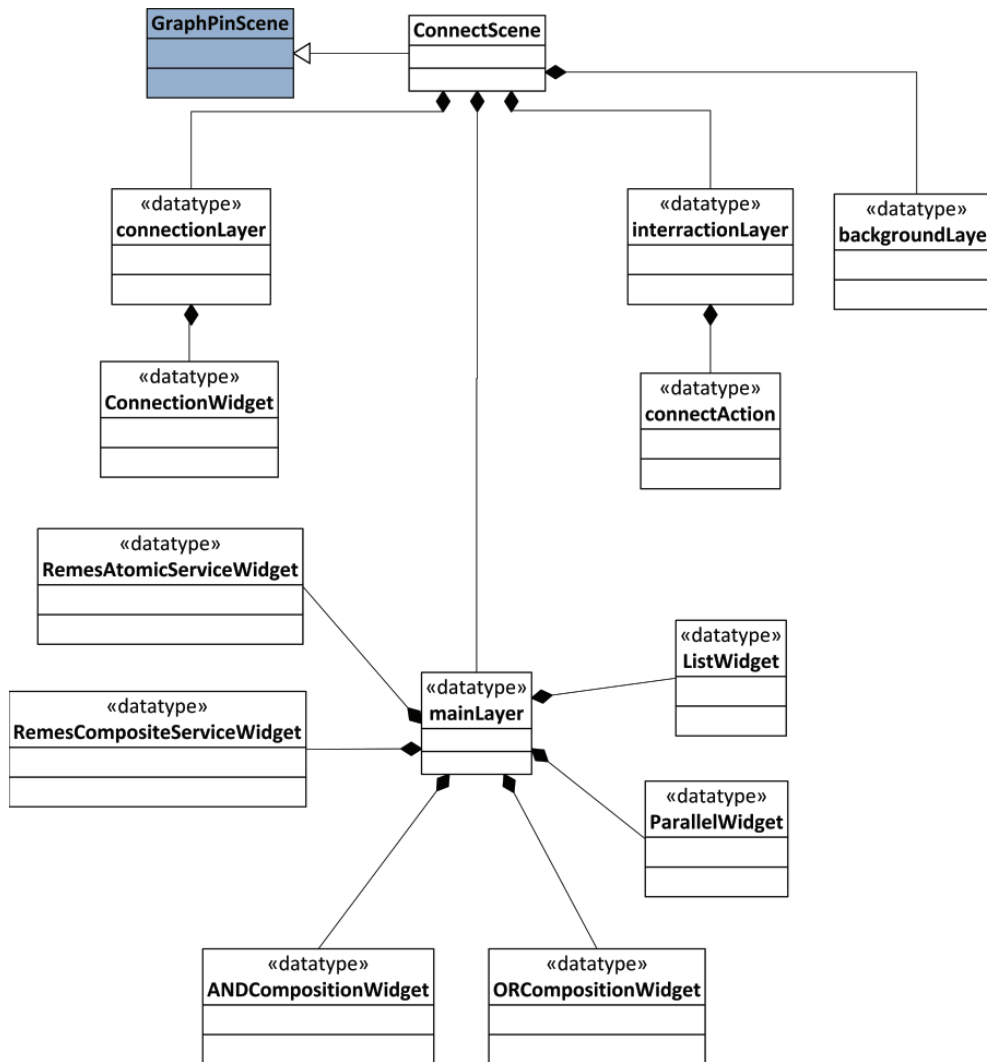 GraphPinScene
ConnectScene
«datatype»
connectionLayer
«datatype»
interractionLayer
«datatype»
backgroundLaye
«datatype»
ConnectionWidget
«datatype»
connectAction
«datatype»
RemesAtomicServiceWidget
«datatype»
ListWidget
«datatype»
mainLayer
«datatype»
RemesCompositeServiceWidget
«datatype»
ParallelWidget
«datatype»
ANDCompositionWidget
«datatype»
ORCompositionWidget